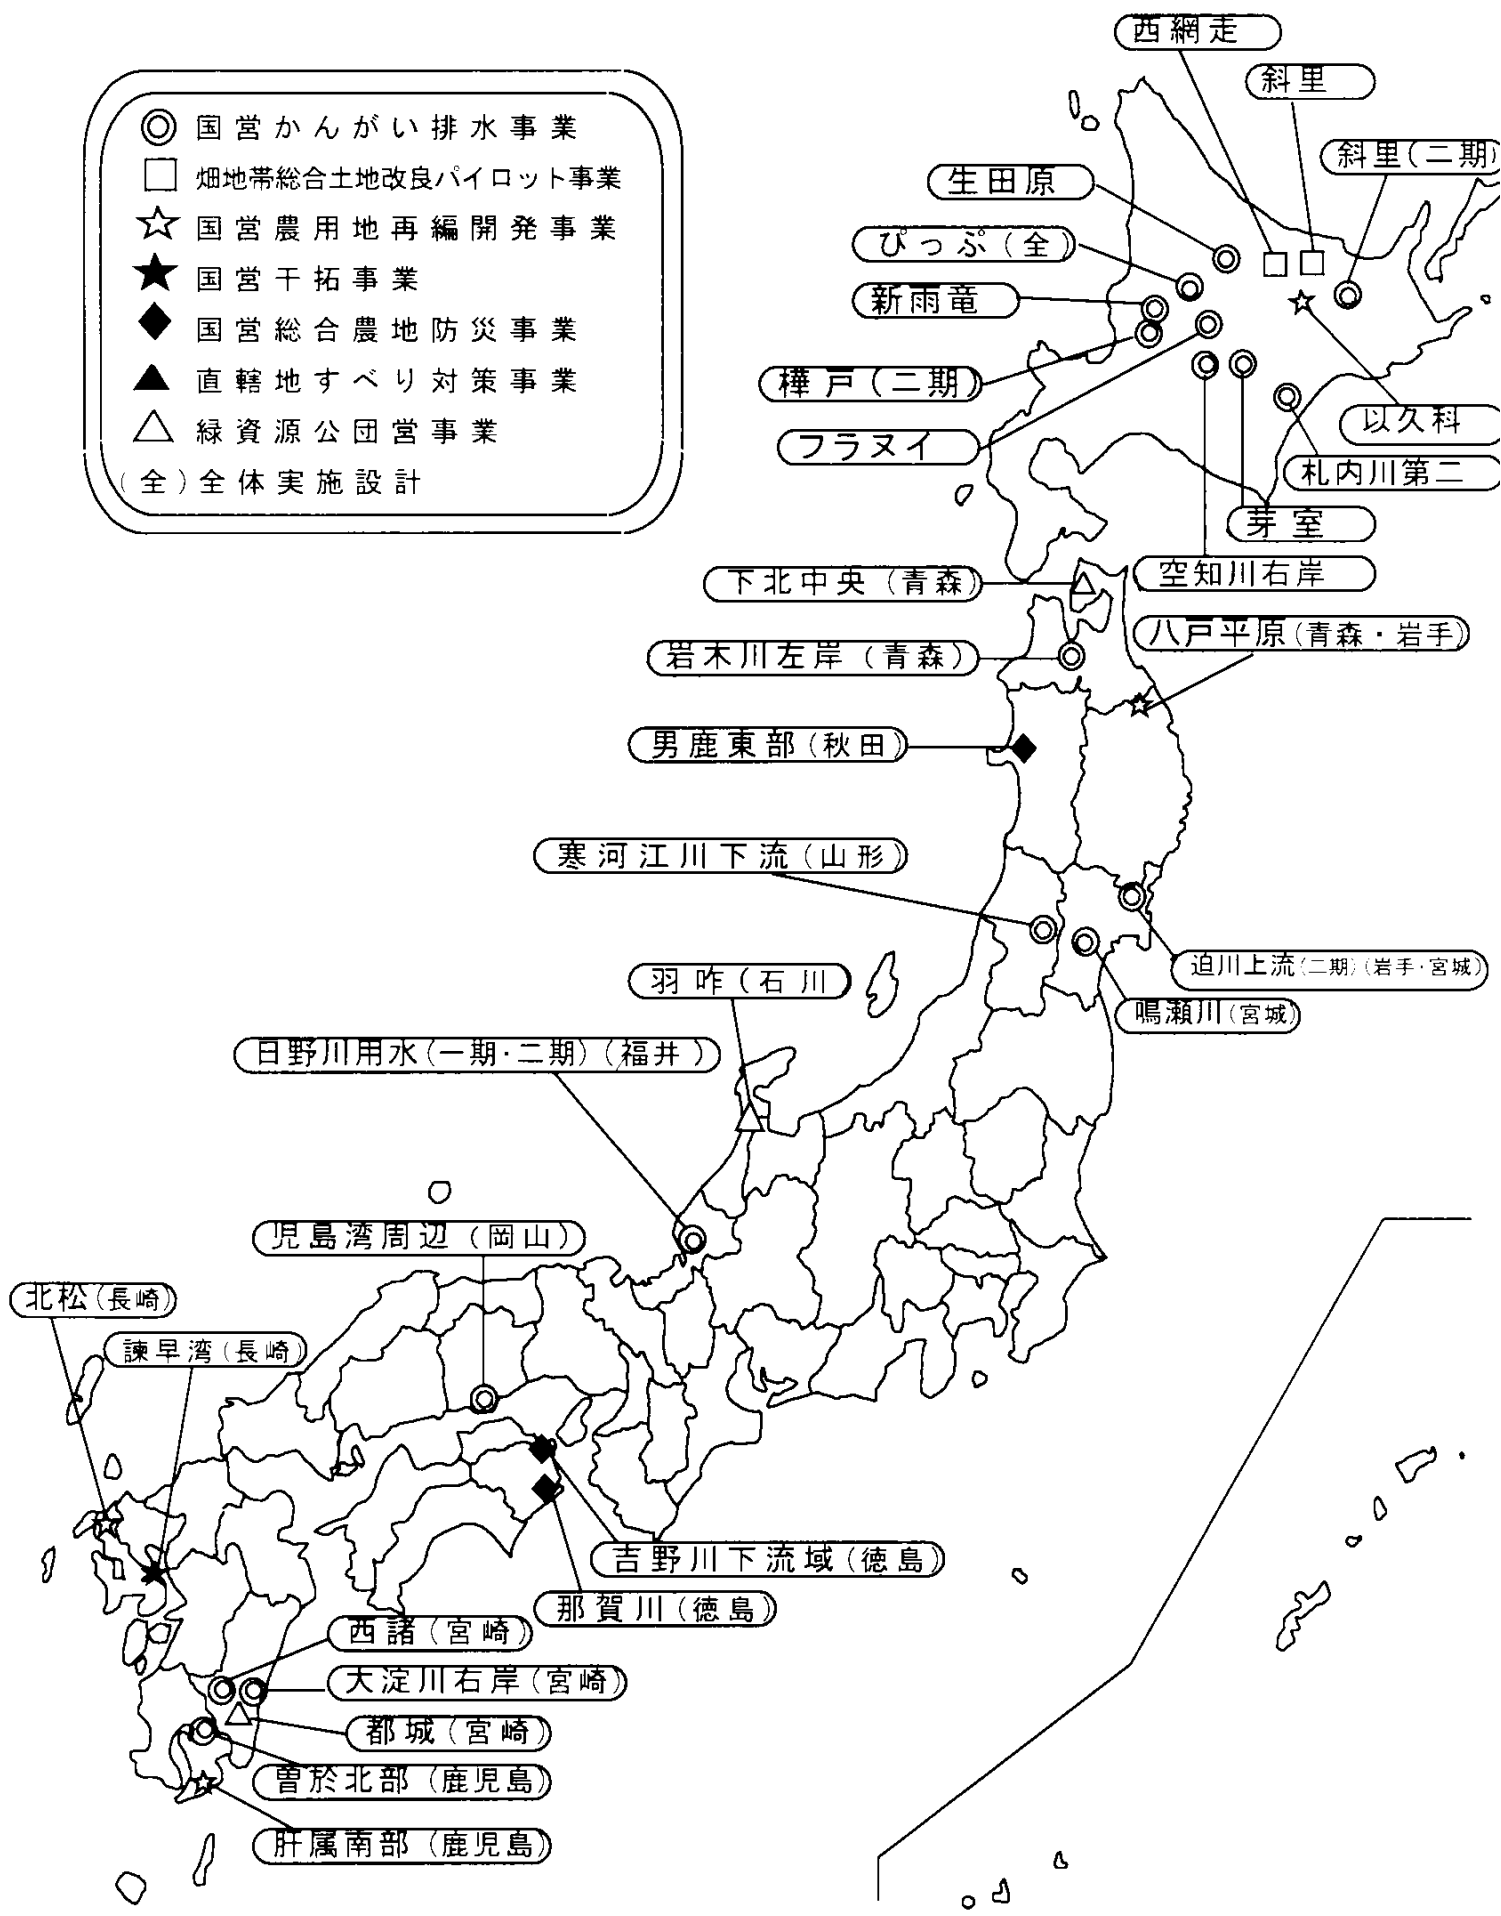 国営かんがい排水事業
畑地帯総合土地改良パイロット事業
国営農用地再編開発事業
国営干拓事業
国営総合農地防災事業
直轄地すべり対策事業
緑資源公団営事業
(全)全体実施設計
西網走
斜里
斜里(二期)
生田原
ぴっぷ(全)
新雨竜
樺戸(二期)
フラヌイ
以久科
札内川第二
芽室
空知川右岸
下北中央(青森)
八戸平原(青森・岩手)
岩木川左岸(青森)
男鹿東部(秋田)
寒河江川下流(山形)
迫川上流(二期)(岩手・宮城)
鳴瀬川(宮城)
羽咋(石川
日野川用水(一期・二期)(福井)
児島湾周辺(岡山)
北松(長崎)
諫早湾(長崎)
吉野川下流域(徳島)
那賀川(徳島)
西諸(宮崎)
大淀川右岸(宮崎)
都城(宮崎)
曽於北部(鹿児島)
肝属南部(鹿児島)